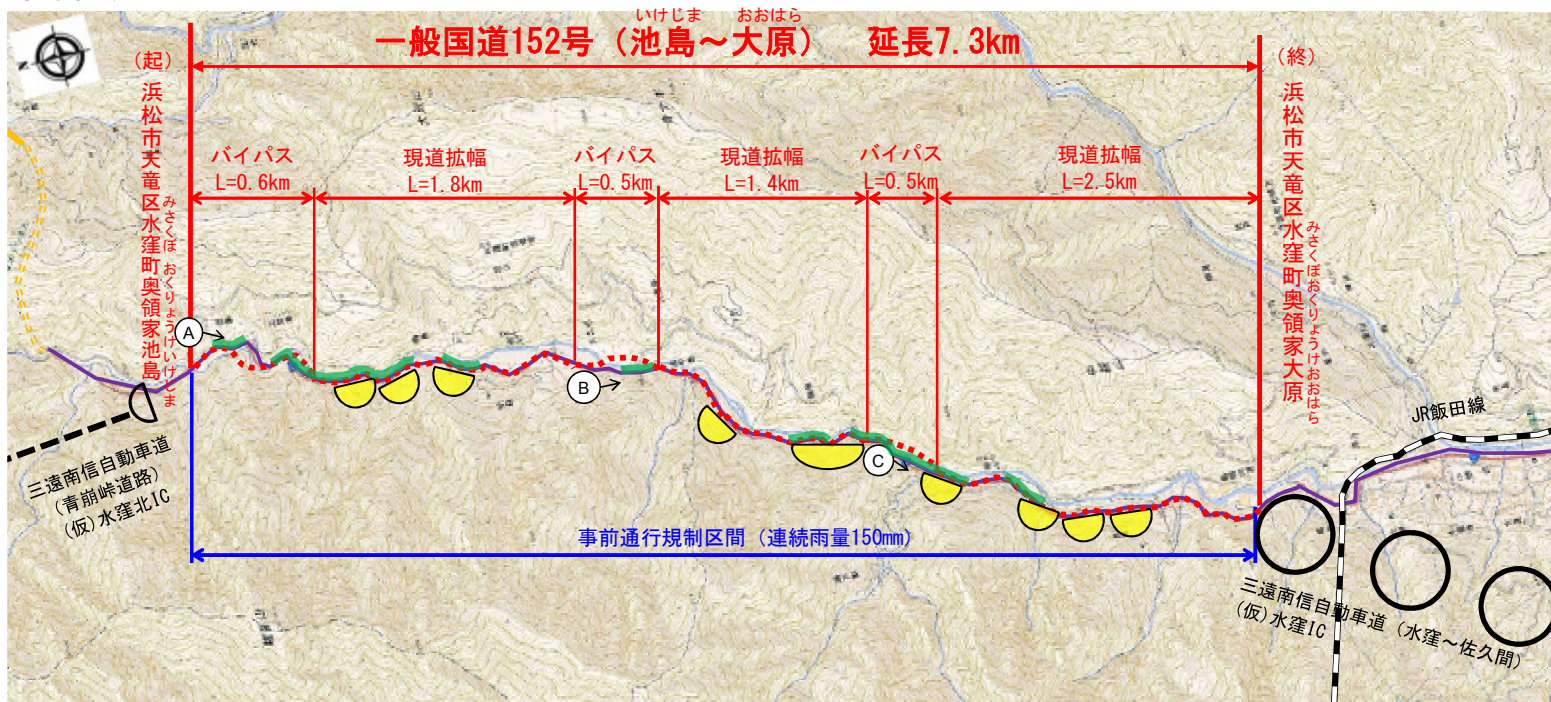 いけじま　おおはら
一般国道152号（池島～大原）　延長7.3km
（起）
浜松市天竜区水窪町奥領家池島
みさくぼ おくりょうけいけじま
（終）
浜松市天竜区水窪町奥領家大原
みさくぼおくりょうけおおはら
バイパス
L=0.6km
現道拡幅
L=1.8km
バイパス
L=0.5km
現道拡幅
L=1.4km
バイパス
L=0.5km
現道拡幅
L=2.5km
A
B
C
三遠南信自動車道
(青崩峠道路)
(仮)水窪北IC
事前通行規制区間（連続雨量150mm）
JR飯田線
三遠南信自動車道（水窪～佐久間）
(仮)水窪IC